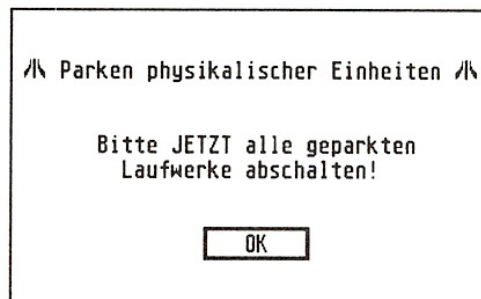 Parken physikalischer Einheiten
Bitte JETZT alle geparkten
Laufwerke abschalten!
OK